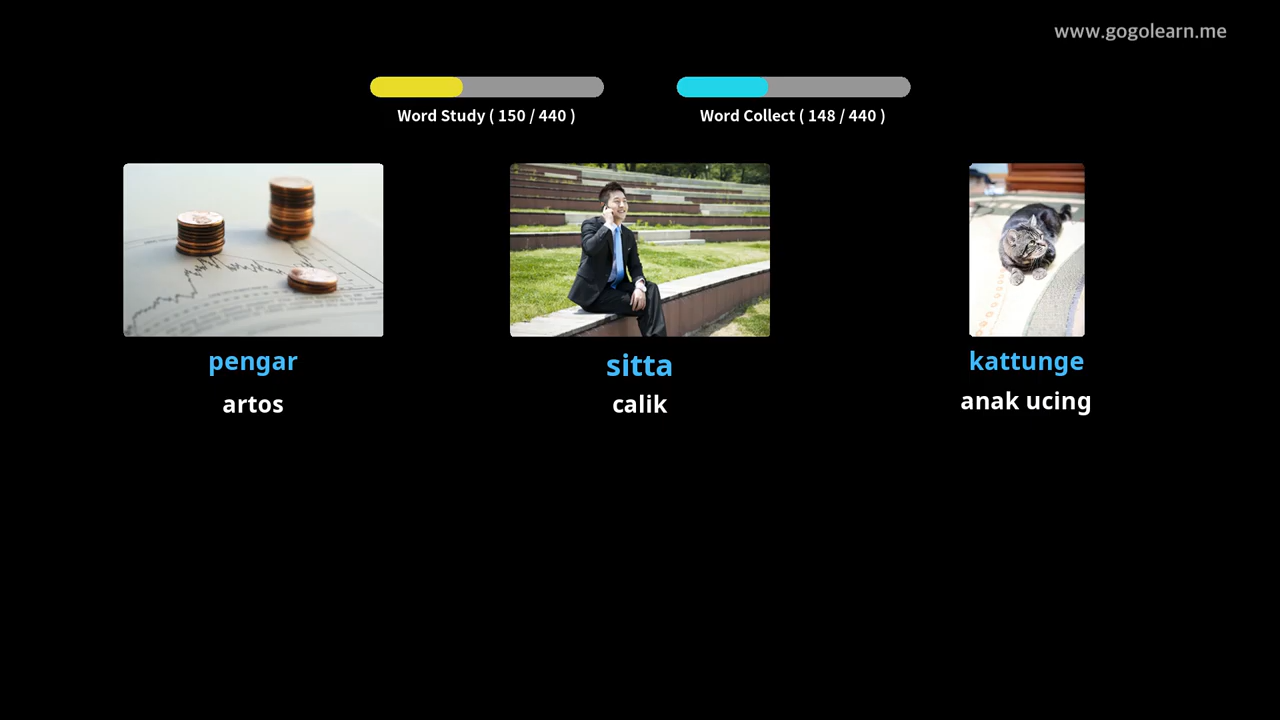 www.gogolearn.me
Word Study ( 150 / 440 )
Word Collect ( 148 / 440 )
pengar
artos
sitta
calik
kattunge
anak ucing